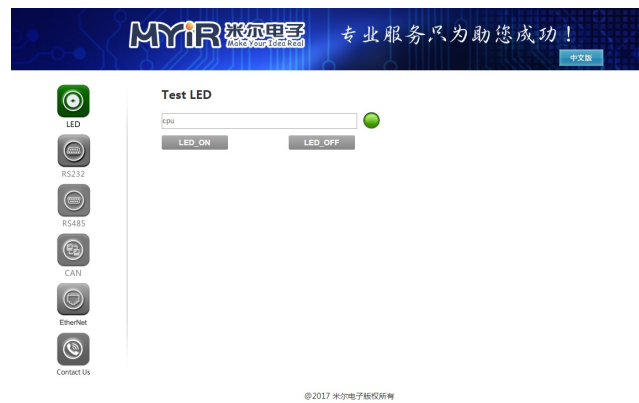 MYiR 米尔电子
Make Your Idea Real
专业服务只为助您成功！
中文版
LED
RS232
RS485
CAN
EtherNet
Contact Us
Test LED
cpu
LED_ON LED_OFF
@2017 米尔电子版权所有